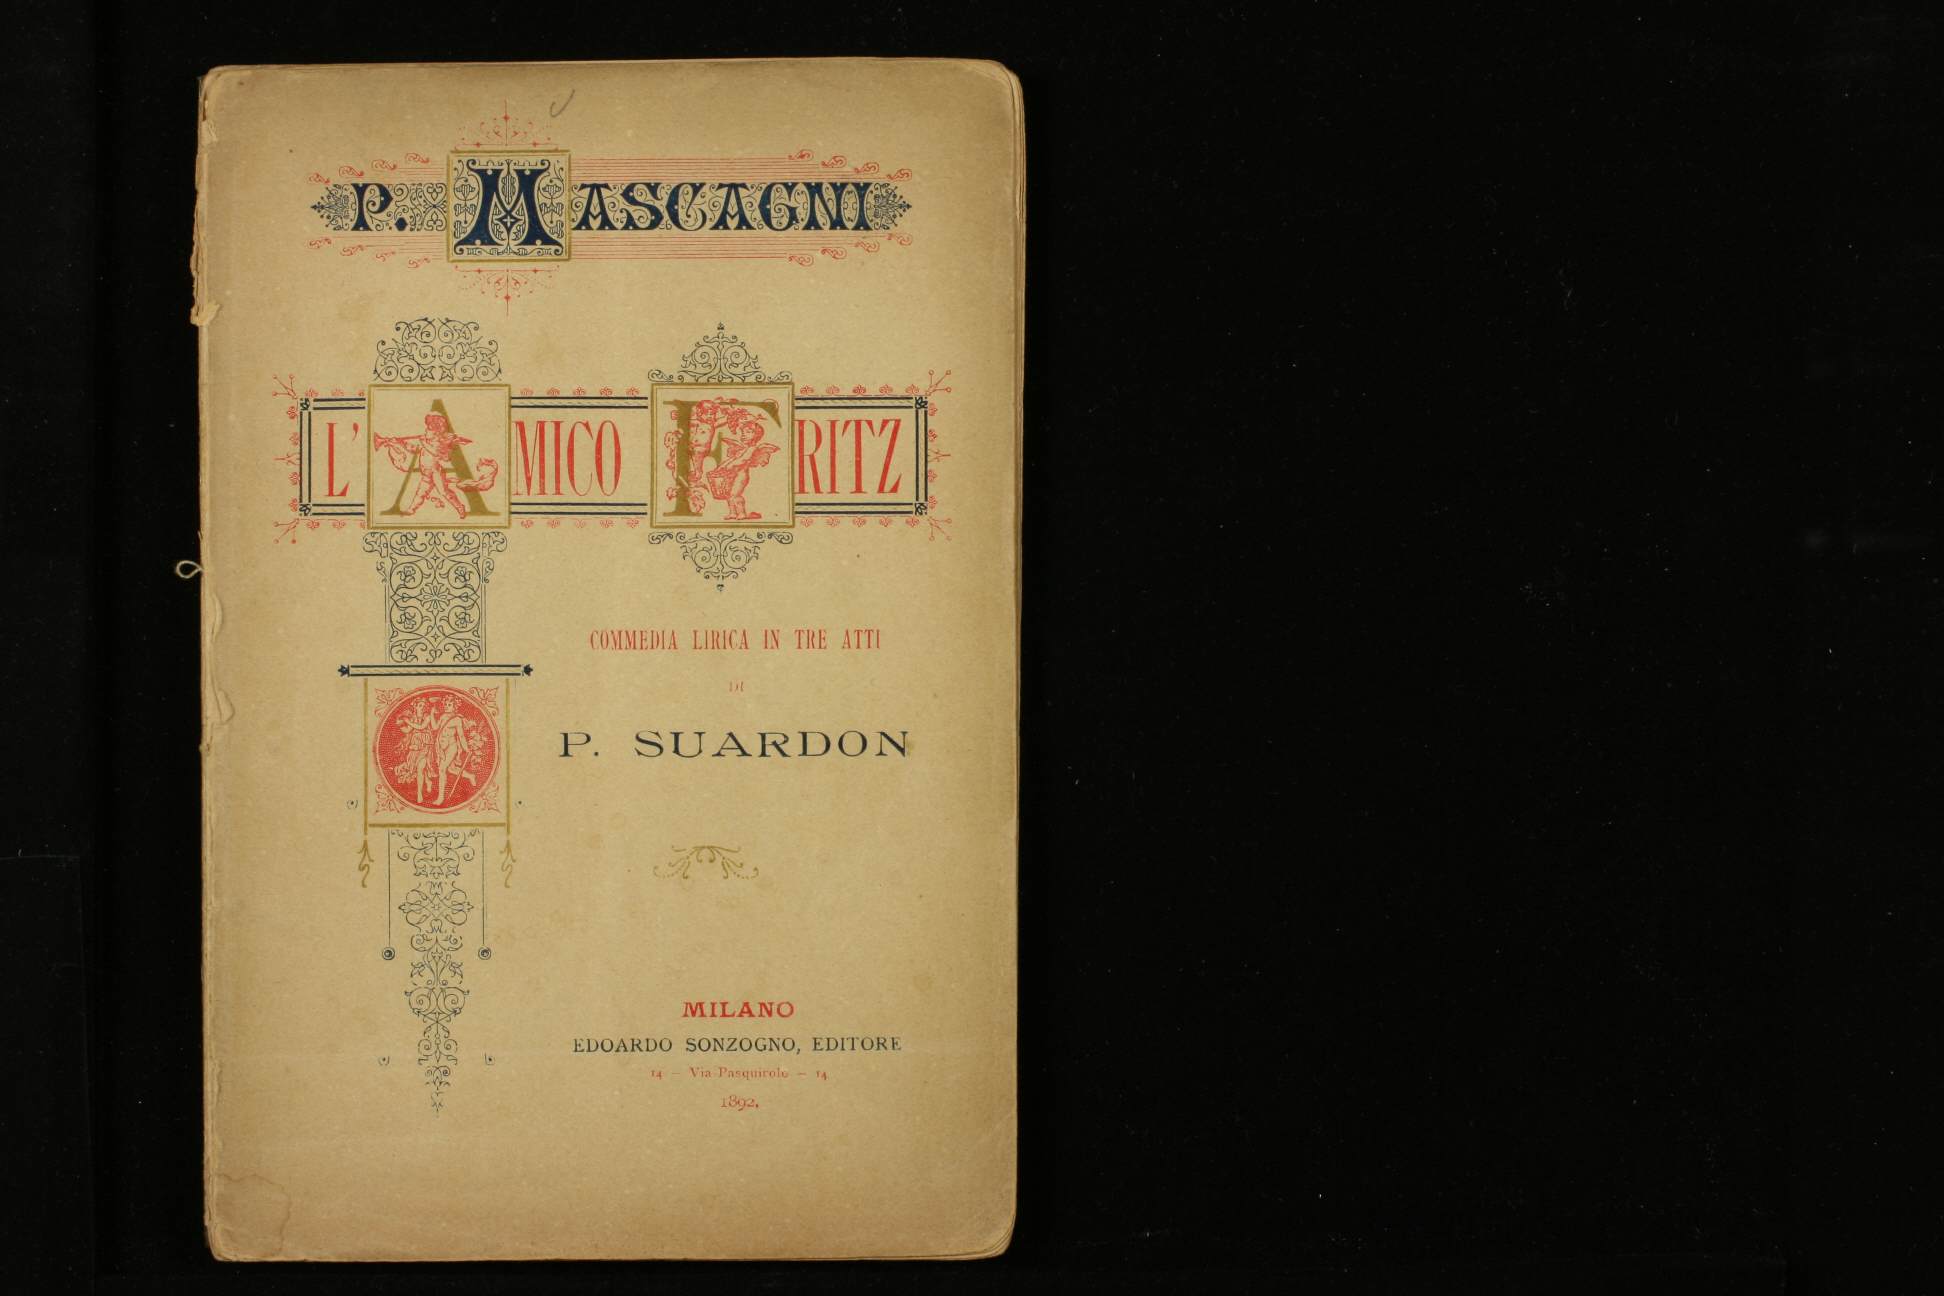 P. MASCAGNI
L'AMICO FRITZ
COMMEDIA LIRICA IN TRE ATTI
DI
P. SUARDON
MILANO
EDOARDO SONZOGNO, EDITORE
14 — Via Pasquirolo — 14
1892.